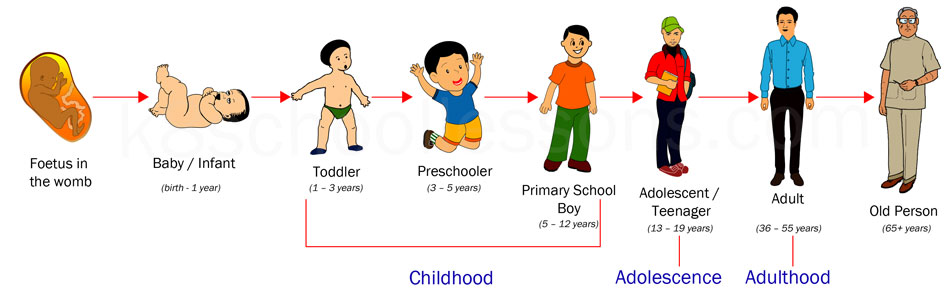 Foetus in
the womb
Baby / Infant
(birth - 1 year)
Toddler
(1 – 3 years)
Preschooler
(3 – 5 years)
Primary School
Boy
(5 – 12 years)
Adolescent /
Teenager
(13 – 19 years)
Adult
(36 – 55 years)
Old Person
(65+ years)
Childhood
Adolescence
Adulthood